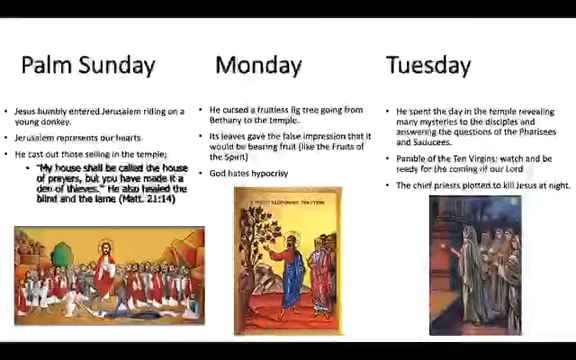 Palm Sunday
• Jesus humbly entered Jerusalem riding on a
young donkey.
• Jerusalem represents our hearts.
• He cast out those selling in the temple;
• "My house shall be called the house
of prayers, but you have made it a
den of thieves." He also healed the
blind and the lame (Matt. 21:14)
Monday
• He cursed a fruitless fig tree going from
Bethany to the temple.
• Its leaves gave the false impression that it
would be bearing fruit (like the Fruits of
the Spirit)
• God hates hypocrisy
Tuesday
• He spent the day in the temple revealing
many mysteries to the disciples and
answering the questions of the Pharisees
and Saducees.
• Parable of the Ten Virgins: watch and be
ready for the coming of our Lord
• The chief priests plotted to kill Jesus at night.